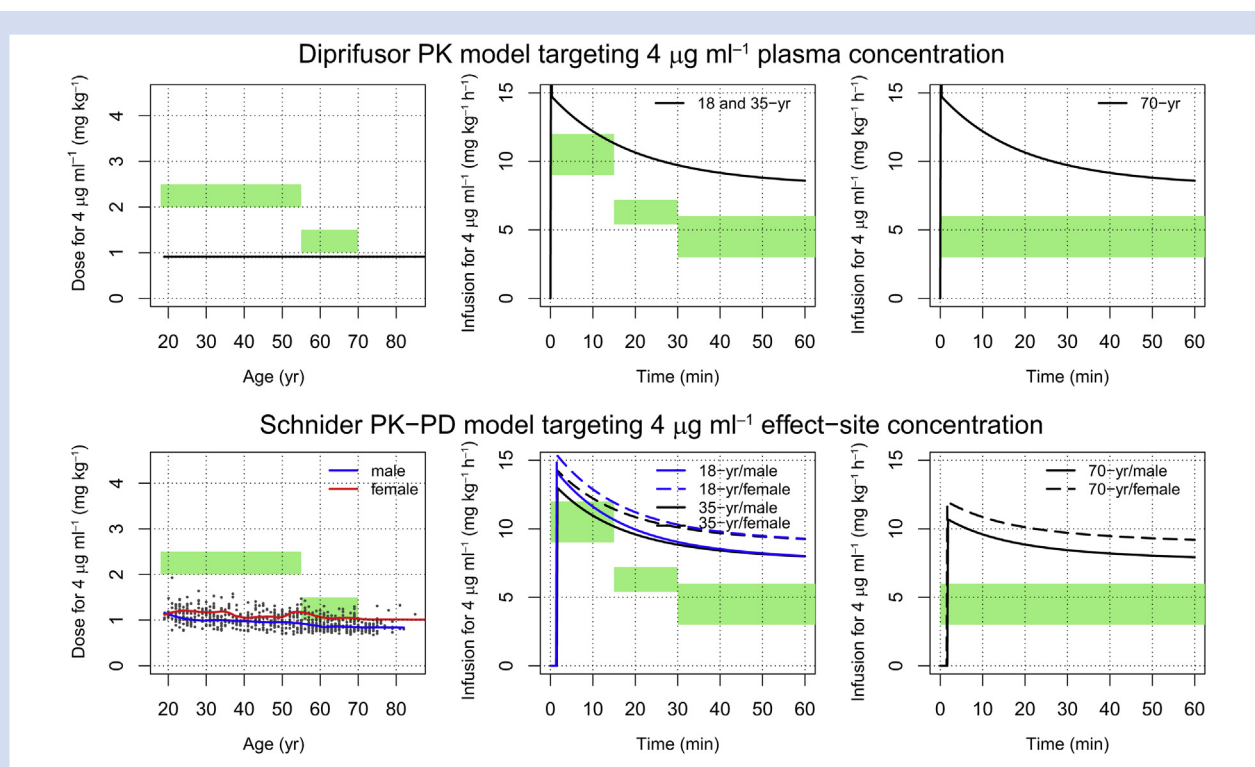 Diprifusor PK model targeting 4 μg ml⁻¹ plasma concentration
Dose for 4 μg ml⁻¹ (mg kg⁻¹)
4
3
2
1
0
20 30 40 50 60 70 80
Age (yr)
Infusion for 4 μg ml⁻¹ (mg kg⁻¹ h⁻¹)
15
10
5
0
18 and 35−yr
0 10 20 30 40 50 60
Time (min)
Infusion for 4 μg ml⁻¹ (mg kg⁻¹ h⁻¹)
15
10
5
0
70−yr
0 10 20 30 40 50 60
Time (min)
Schnider PK−PD model targeting 4 μg ml⁻¹ effect−site concentration
Dose for 4 μg ml⁻¹ (mg kg⁻¹)
4
3
2
1
0
male
female
20 30 40 50 60 70 80
Age (yr)
Infusion for 4 μg ml⁻¹ (mg kg⁻¹ h⁻¹)
15
10
5
0
18−yr/male
18−yr/female
35−yr/male
35−yr/female
0 10 20 30 40 50 60
Time (min)
Infusion for 4 μg ml⁻¹ (mg kg⁻¹ h⁻¹)
15
10
5
0
70−yr/male
70−yr/female
0 10 20 30 40 50 60
Time (min)